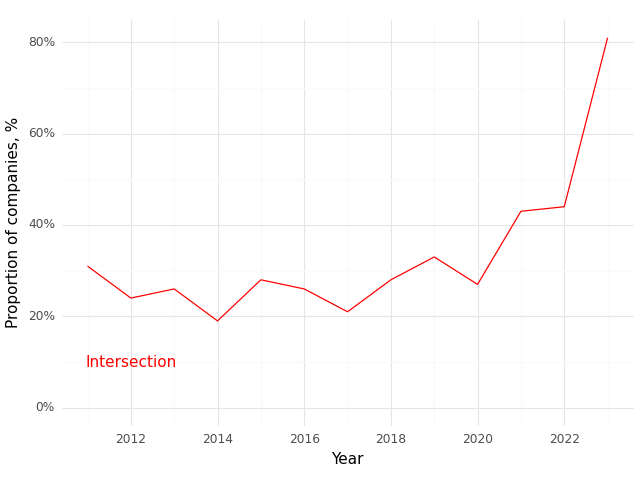 80%
60%
40%
20%
0%
Proportion of companies, %
Intersection
2012 2014 2016 2018 2020 2022
Year